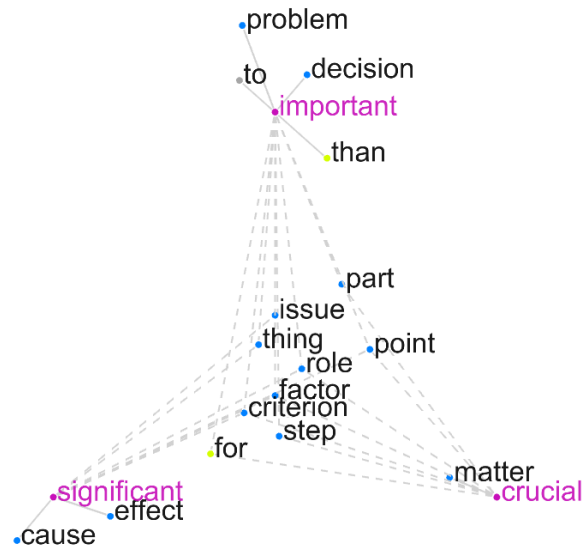 problem
to
decision
important
than
part
issue
thing
point
role
factor
criterion
step
for
matter
significant
crucial
effect
cause